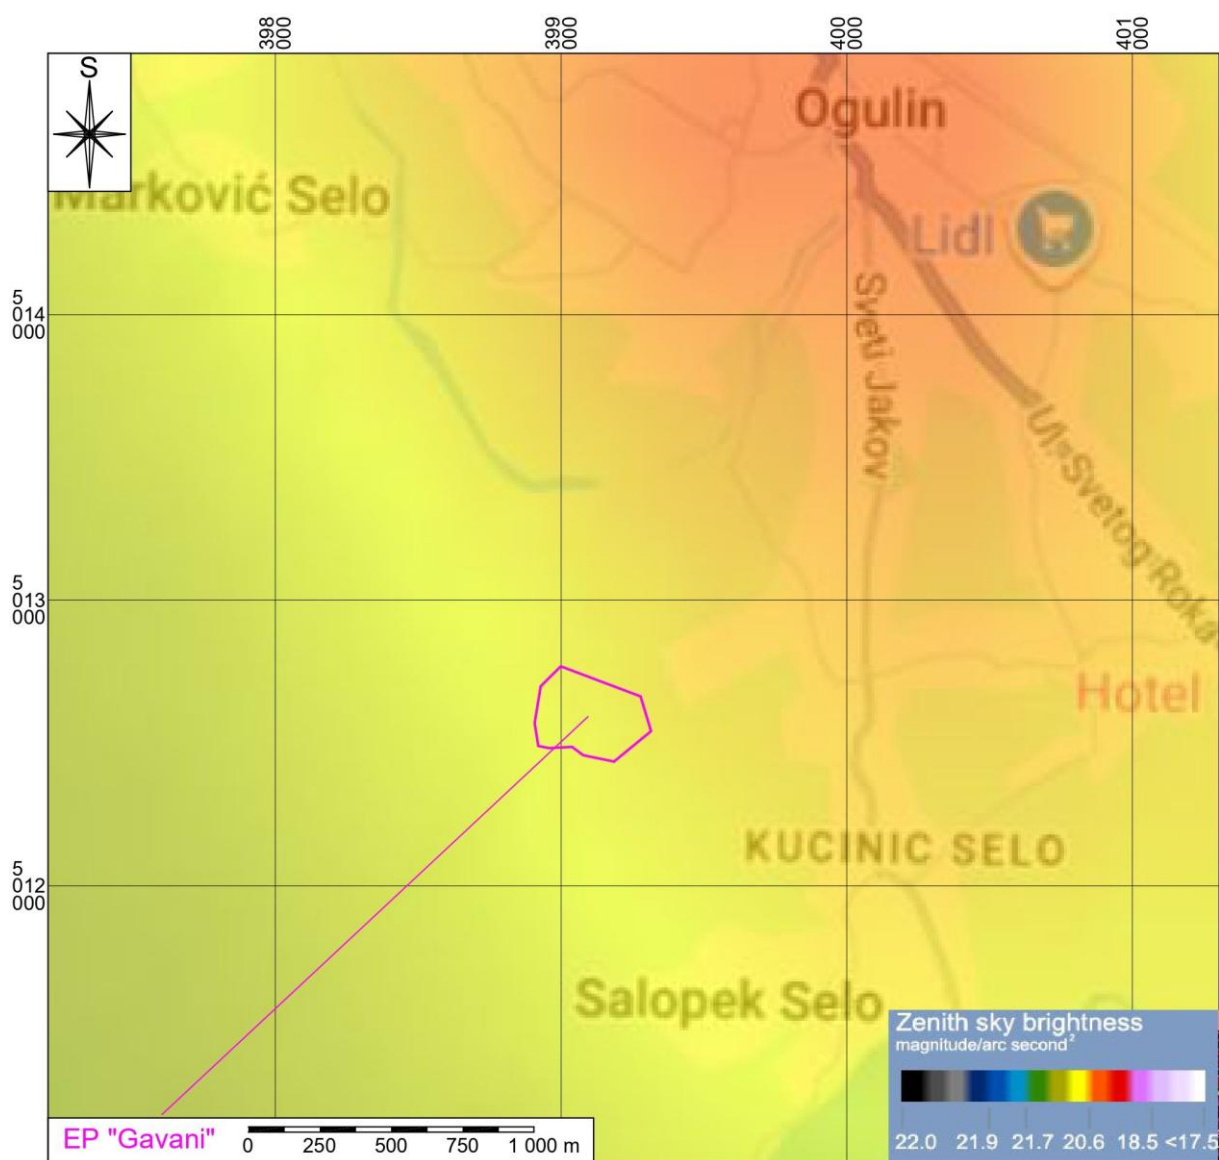 398
000
399
000
400
000
401
000
S
Ogulin
Marković Selo
Lidl
5
014
000
Sveti Jakov
Ul. Svetog Roka
5
013
000
Hotel
KUCINIC SELO
5
012
000
Salopek Selo
Zenith sky brightness
magnitude/arc second²
22.0 21.9 21.7 20.6 18.5 <17.5
EP "Gavani"
0 250 500 750 1 000 m